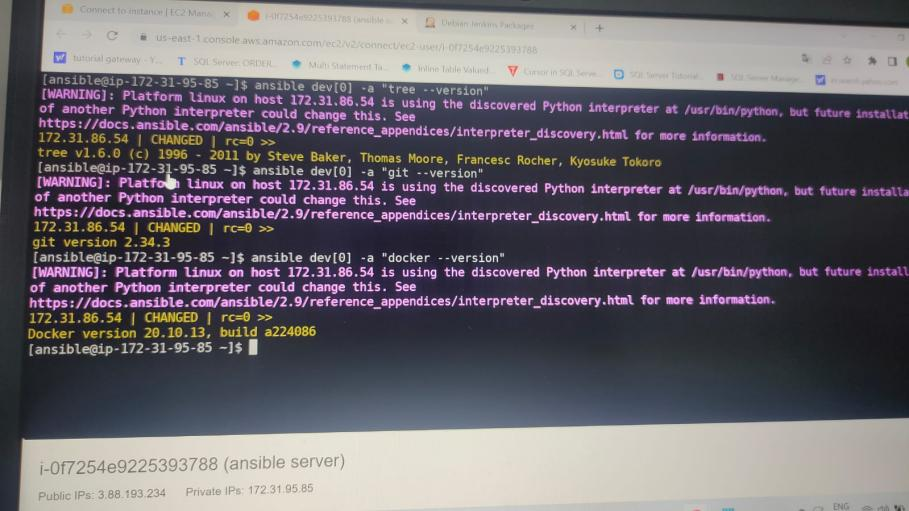 Connect to instance | EC2 Mana
i-0f7254e9225393788 (ansible s
Debian Jenkins Packages
us-east-1.console.aws.amazon.com/ec2/v2/connect/ec2-user/i-0f7254e9225393788
tutorial gateway - Y...
SQL Server: ORDER...
Multi Statement Ta...
Inline Table Valued...
Cursor in SQL Serve...
SQL Server Tutorial...
SQL Server Manage...
[ansible@ip-172-31-95-85 ~]$ ansible dev[0] -a "tree --version"
[WARNING]: Platform linux on host 172.31.86.54 is using the discovered Python interpreter at /usr/bin/python, but future installat
of another Python interpreter could change this. See
https://docs.ansible.com/ansible/2.9/reference_appendices/interpreter_discovery.html for more information.
172.31.86.54 | CHANGED | rc=0 >>
tree v1.6.0 (c) 1996 - 2011 by Steve Baker, Thomas Moore, Francesc Rocher, Kyosuke Tokoro
[ansible@ip-172-31-95-85 ~]$ ansible dev[0] -a "git --version"
[WARNING]: Platform linux on host 172.31.86.54 is using the discovered Python interpreter at /usr/bin/python, but future installa
of another Python interpreter could change this. See
https://docs.ansible.com/ansible/2.9/reference_appendices/interpreter_discovery.html for more information.
172.31.86.54 | CHANGED | rc=0 >>
git version 2.34.3
[ansible@ip-172-31-95-85 ~]$ ansible dev[0] -a "docker --version"
[WARNING]: Platform linux on host 172.31.86.54 is using the discovered Python interpreter at /usr/bin/python, but future install
of another Python interpreter could change this. See
https://docs.ansible.com/ansible/2.9/reference_appendices/interpreter_discovery.html for more information.
172.31.86.54 | CHANGED | rc=0 >>
Docker version 20.10.13, build a224086
[ansible@ip-172-31-95-85 ~]$
i-0f7254e9225393788 (ansible server)
Public IPs: 3.88.193.234 Private IPs: 172.31.95.85
ENG